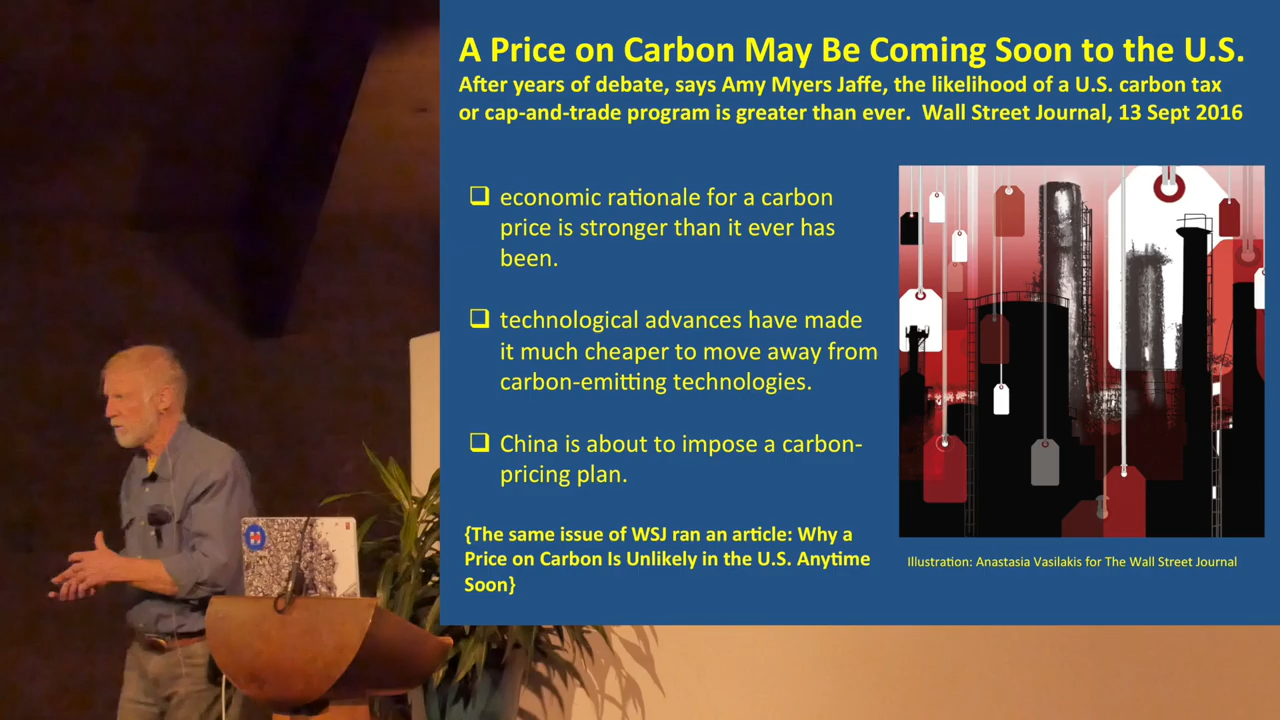 A Price on Carbon May Be Coming Soon to the U.S.
After years of debate, says Amy Myers Jaffe, the likelihood of a U.S. carbon tax
or cap-and-trade program is greater than ever.  Wall Street Journal, 13 Sept 2016
❑ economic rationale for a carbon
price is stronger than it ever has
been.
❑ technological advances have made
it much cheaper to move away from
carbon-emitting technologies.
❑ China is about to impose a carbon-
pricing plan.
{The same issue of WSJ ran an article: Why a
Price on Carbon Is Unlikely in the U.S. Anytime
Soon}
Illustration: Anastasia Vasilakis for The Wall Street Journal
H